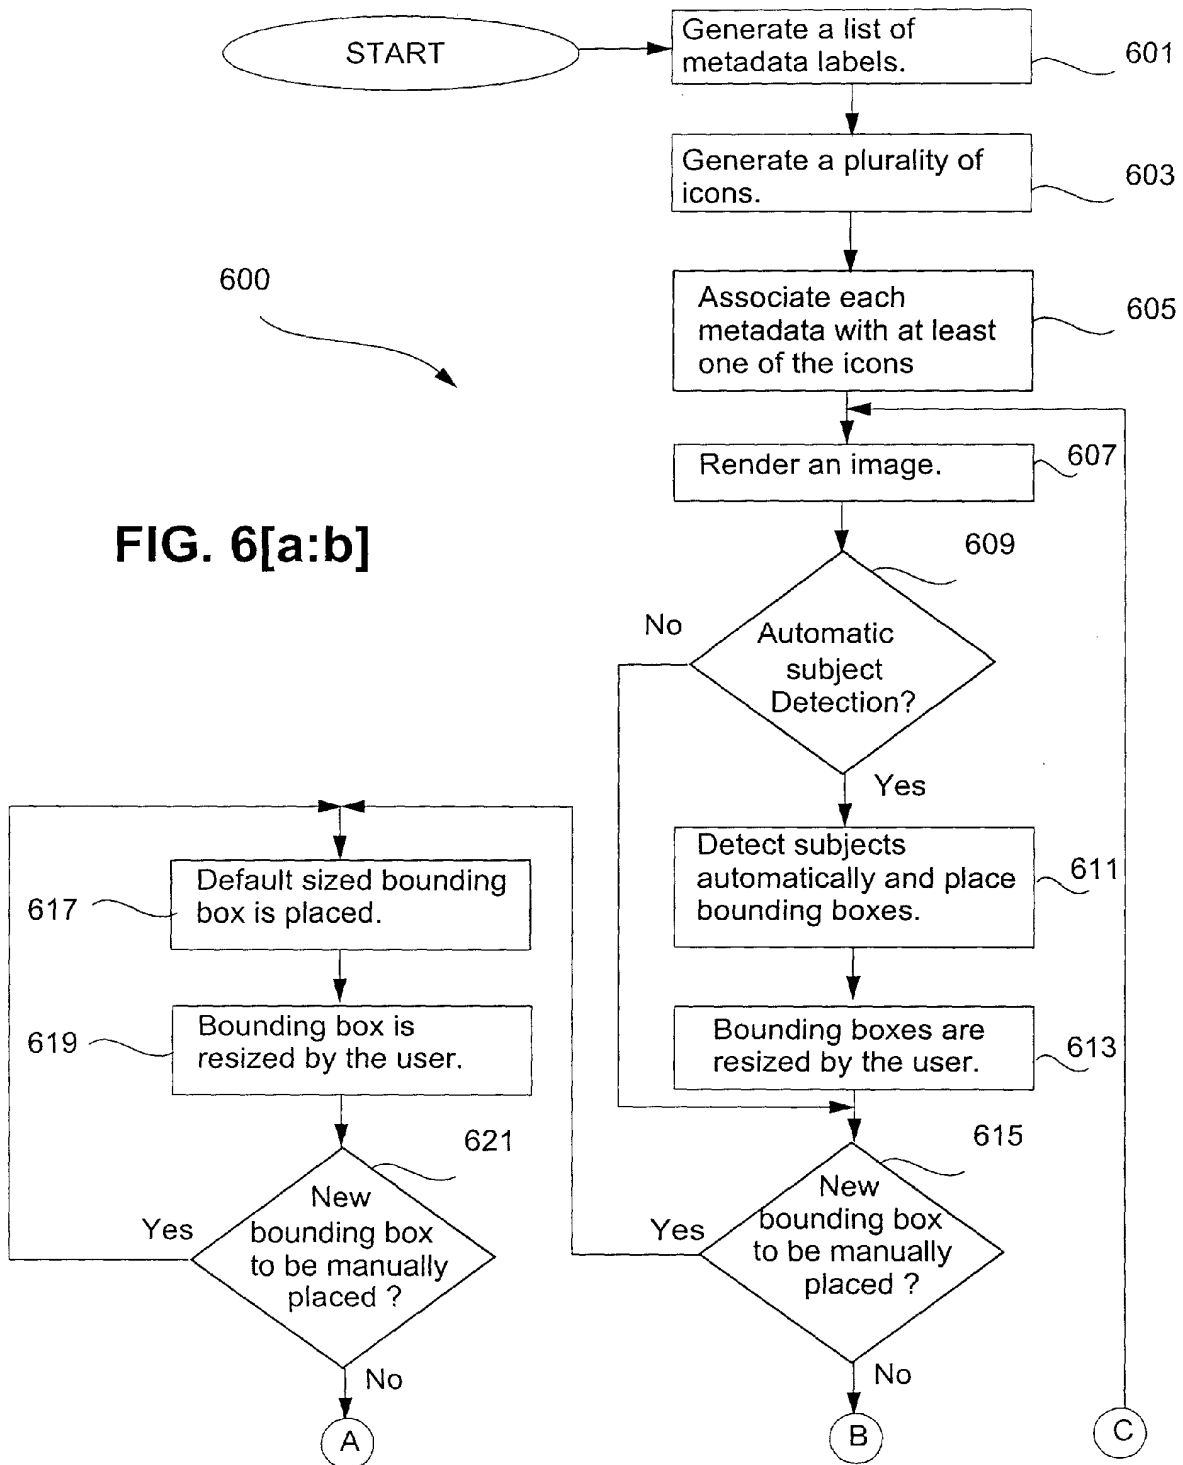 START
Generate a list of
metadata labels.
601
Generate a plurality of
icons.
603
600
Associate each
metadata with at least
one of the icons
605
Render an image.
607
FIG. 6[a:b]
609
No
Automatic
subject
Detection?
Yes
Detect subjects
automatically and place
bounding boxes.
611
Default sized bounding
box is placed.
617
Bounding box is
resized by the user.
619
Bounding boxes are
resized by the user.
613
621
615
Yes
New
bounding box
to be manually
placed ?
Yes
New
bounding box
to be manually
placed ?
No
No
A
B
C